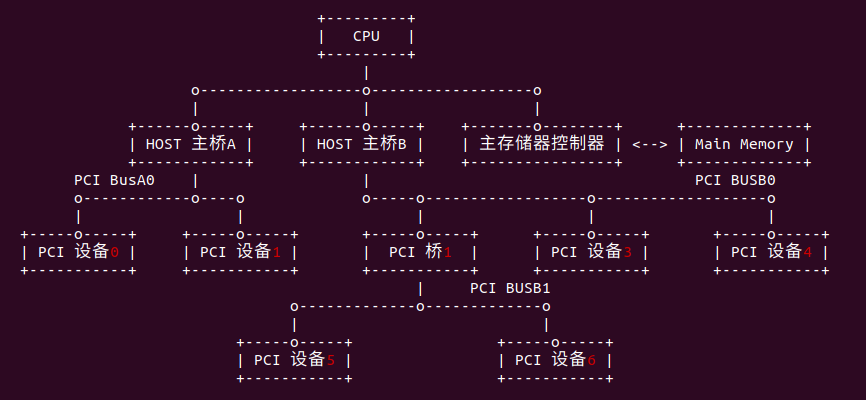 CPU
HOST 主桥A HOST 主桥B 主存储器控制器 <--> Main Memory
PCI BusA0 PCI BUSB0
PCI 设备0 PCI 设备1 PCI 桥1 PCI 设备3 PCI 设备4
PCI BUSB1
PCI 设备5 PCI 设备6